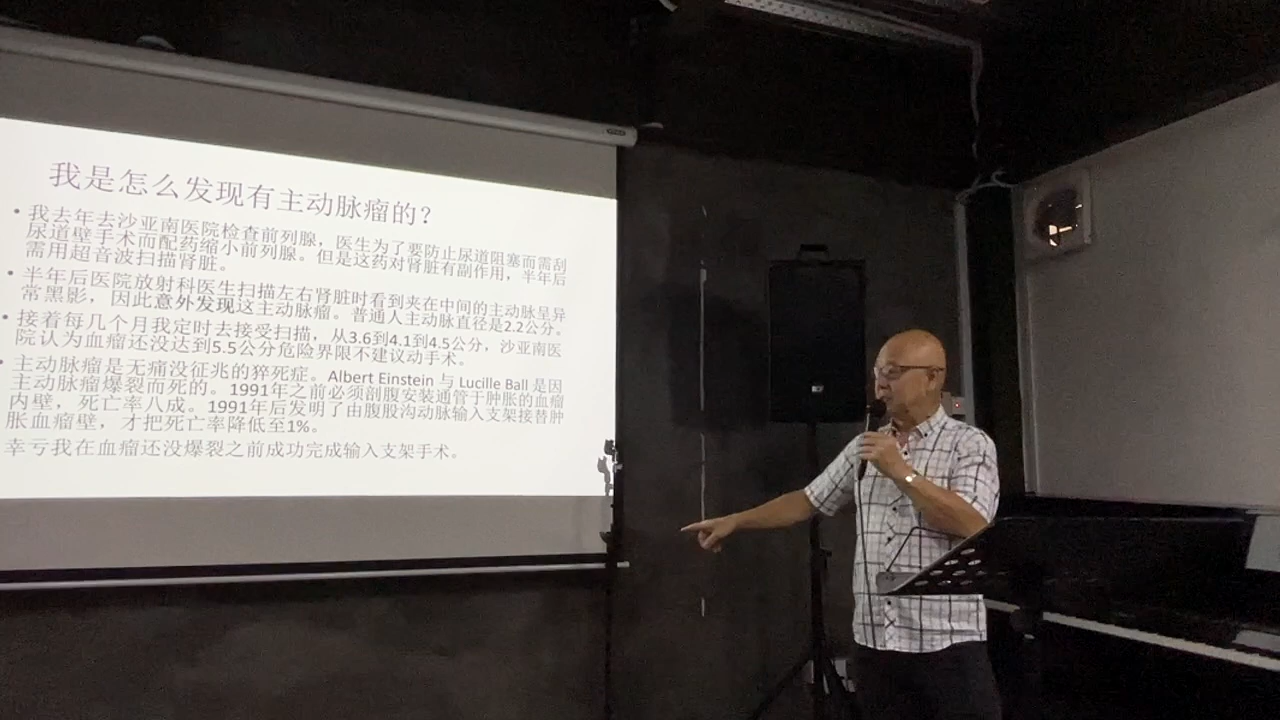 我是怎么发现有主动脉瘤的？
• 我去年去沙亚南医院检查前列腺，医生为了要防止尿道阻塞而需刮
尿道壁手术而配药缩小前列腺。但是这药对肾脏有副作用，半年后
需用超音波扫描肾脏。
• 半年后医院放射科医生扫描左右肾脏时看到夹在中间的主动脉呈异
常黑影，因此意外发现这主动脉瘤。普通人主动脉直径是2.2公分。
• 接着每几个月我定时去接受扫描，从3.6到4.1到4.5公分，沙亚南医
院认为血瘤还没达到5.5公分危险界限不建议动手术。
• 主动脉瘤是无痛没征兆的猝死症。Albert Einstein 与 Lucille Ball 是因
主动脉瘤爆裂而死的。1991年之前必须剖腹安装通管于肿胀的血瘤
内壁，死亡率八成。1991年后发明了由腹股沟动脉输入支架接替肿
胀血瘤壁，才把死亡率降低至1%。
幸亏我在血瘤还没爆裂之前成功完成输入支架手术。